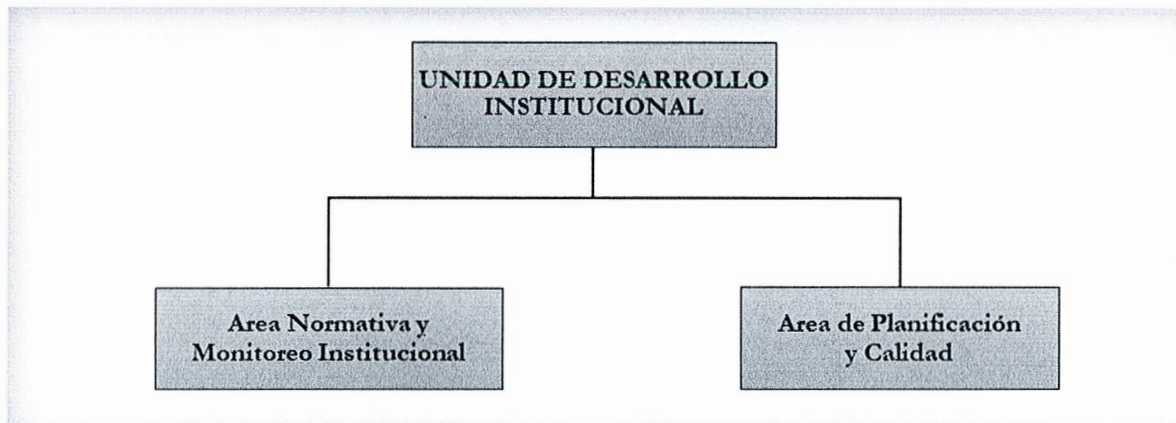 UNIDAD DE DESARROLLO
INSTITUCIONAL
Area Normativa y
Monitoreo Institucional
Area de Planificación
y Calidad